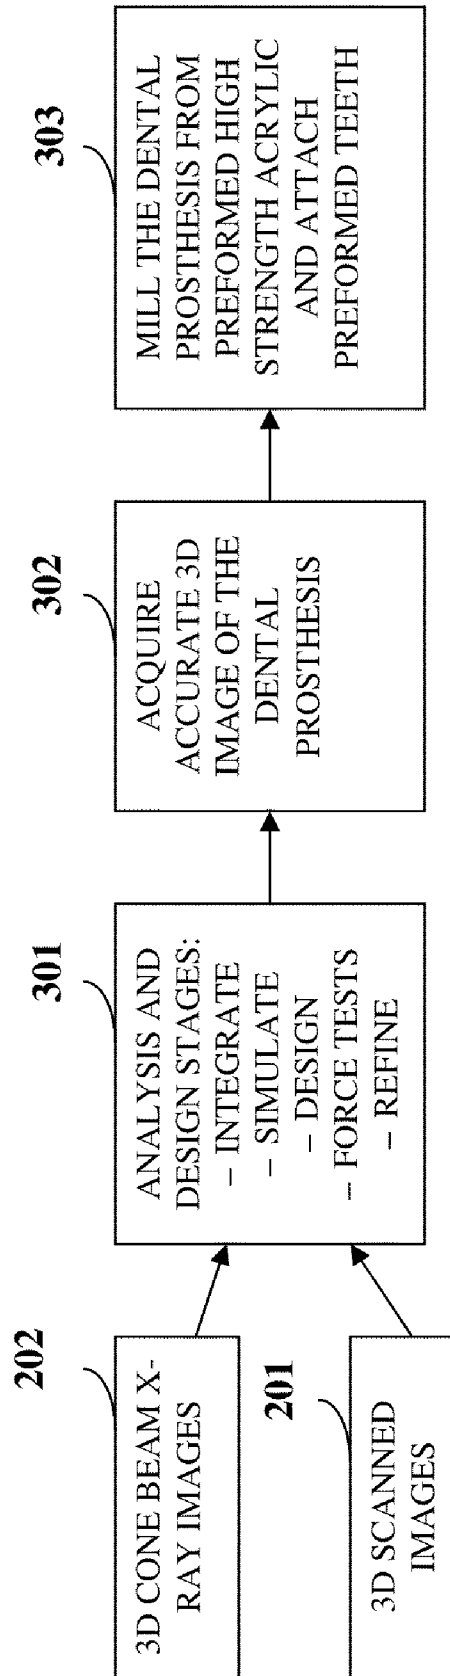 202
3D CONE BEAM X-
RAY IMAGES
201
3D SCANNED
IMAGES
301
ANALYSIS AND
DESIGN STAGES:
– INTEGRATE
– SIMULATE
– DESIGN
– FORCE TESTS
– REFINE
302
ACQUIRE
ACCURATE 3D
IMAGE OF THE
DENTAL
PROSTHESIS
303
MILL THE DENTAL
PROSTHESIS FROM
PREFORMED HIGH
STRENGTH ACRYLIC
AND ATTACH
PREFORMED TEETH